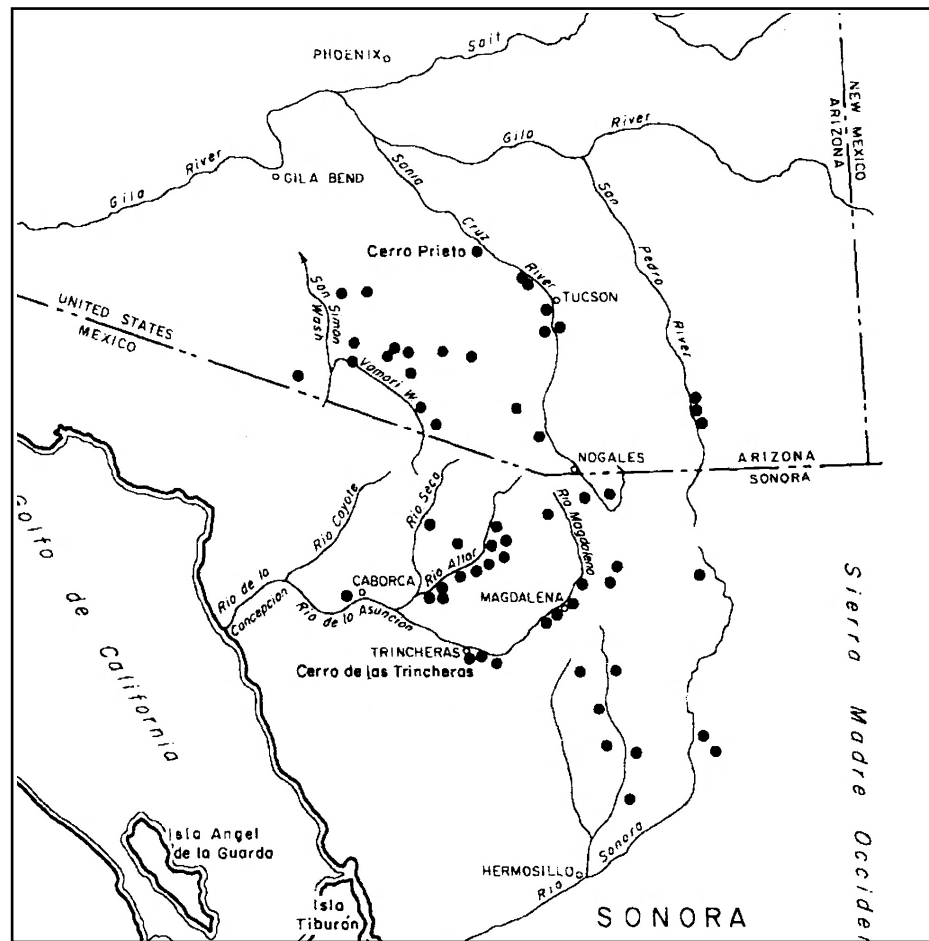 PHOENIX
Salt
NEW MEXICO
ARIZONA
Gila River
San Pedro River
Gila River
GILA BEND
Santa Cruz River
Cerro Prieto
TUCSON
San Simon Wash
UNITED STATES
MEXICO
Vamori W.
NOGALES
ARIZONA
SONORA
Golfo de California
Rio Coyote
Rio Seco
Rio Altar
Rio Magdalena
CABORCA
Rio de la Concepcion
Rio de la Asunción
MAGDALENA
TRINCHERAS
Cerro de las Trincheras
Sierra Madre Occider
Isla Angel
de la Guarda
HERMOSILLO
Rio Sonora
Isla
Tiburón
SONORA